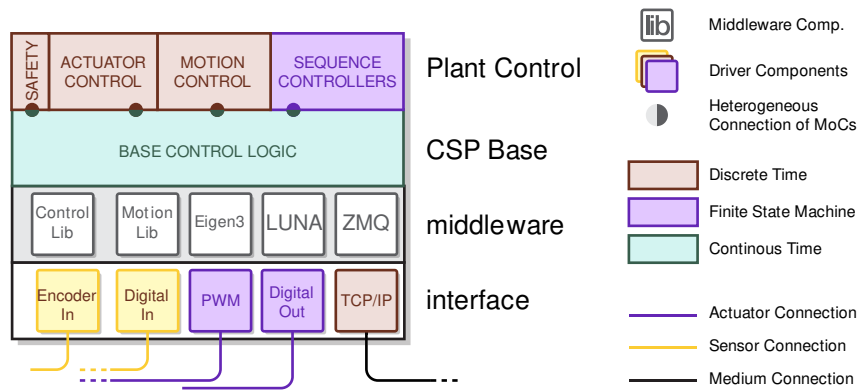 SAFETY
ACTUATOR
CONTROL
MOTION
CONTROL
SEQUENCE
CONTROLLERS
Plant Control
BASE CONTROL LOGIC
CSP Base
Control
Lib
Motion
Lib
Eigen3
LUNA
ZMQ
middleware
Encoder
In
Digital
In
PWM
Digital
Out
TCP/IP
interface
lib
Middleware Comp.
Driver Components
Heterogeneous
Connection of MoCs
Discrete Time
Finite State Machine
Continous Time
Actuator Connection
Sensor Connection
Medium Connection